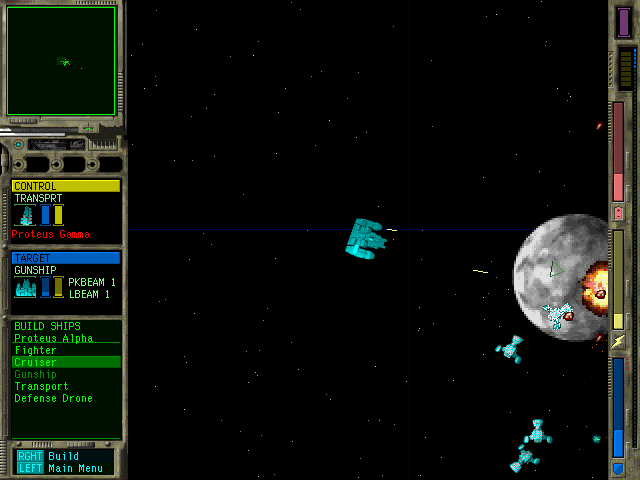 CONTROL
TRANSPRT
Proteus Gamma
TARGET
GUNSHIP
PKBEAM 1
LBEAM 1
BUILD SHIPS
Proteus Alpha
Fighter
Cruiser
Gunship
Transport
Defense Drone
RGHT Build
LEFT Main Menu